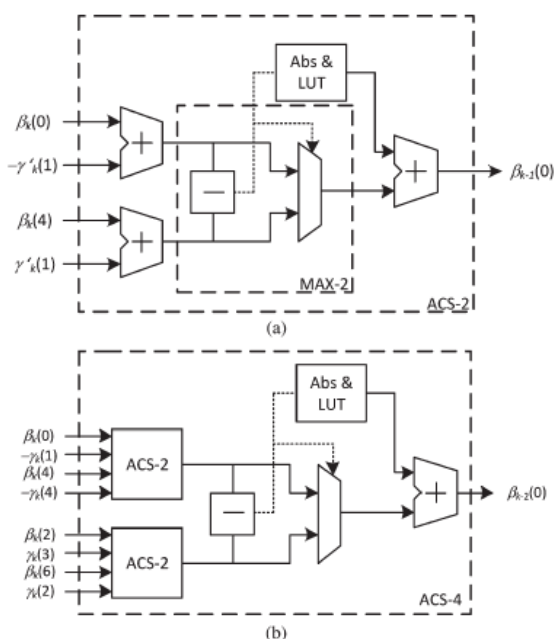 Abs &
LUT
βk(0)
+
-γ'k(1)
−
βk-1(0)
+
βk(4)
+
γ'k(1)
MAX-2
ACS-2
(a)
Abs &
LUT
βk(0)
-γk(1)
ACS-2
βk(4)
-γk(4)
−
+
βk-2(0)
βk(2)
γk(3)
ACS-2
βk(6)
γk(2)
ACS-4
(b)